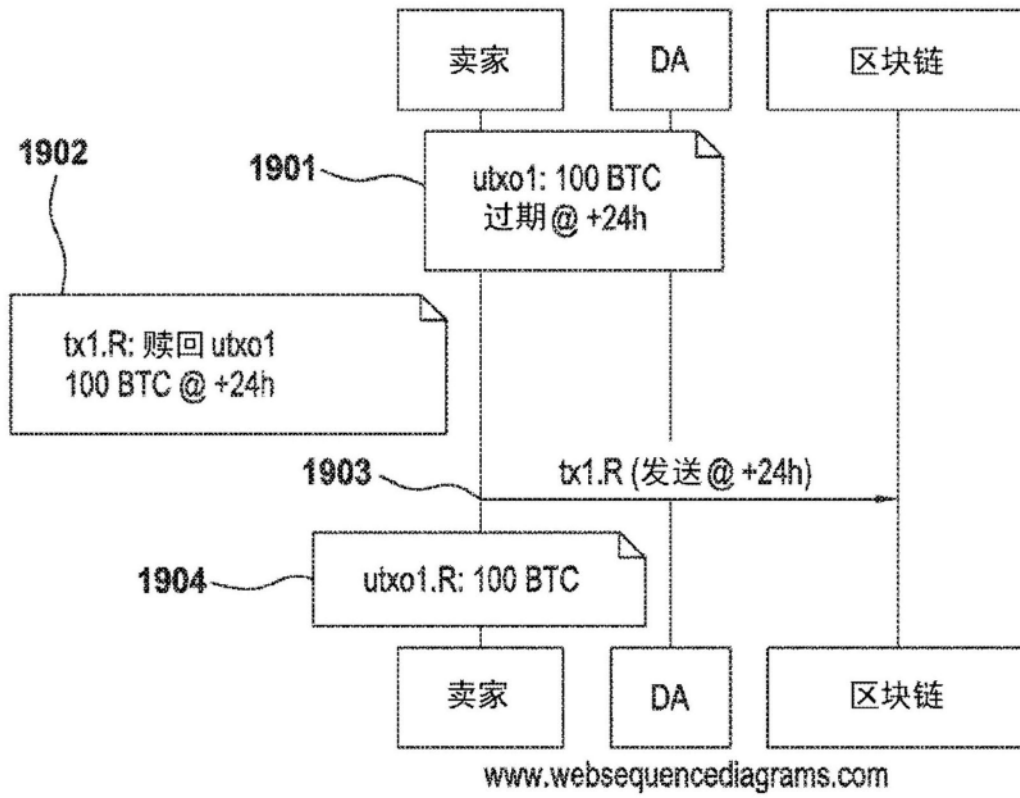 卖家
DA
区块链
1902
1901
utxo1: 100 BTC
过期 @ +24h
tx1.R: 赎回 utxo1
100 BTC @ +24h
1903
tx1.R (发送 @ +24h)
1904
utxo1.R: 100 BTC
卖家
DA
区块链
www.websequencediagrams.com